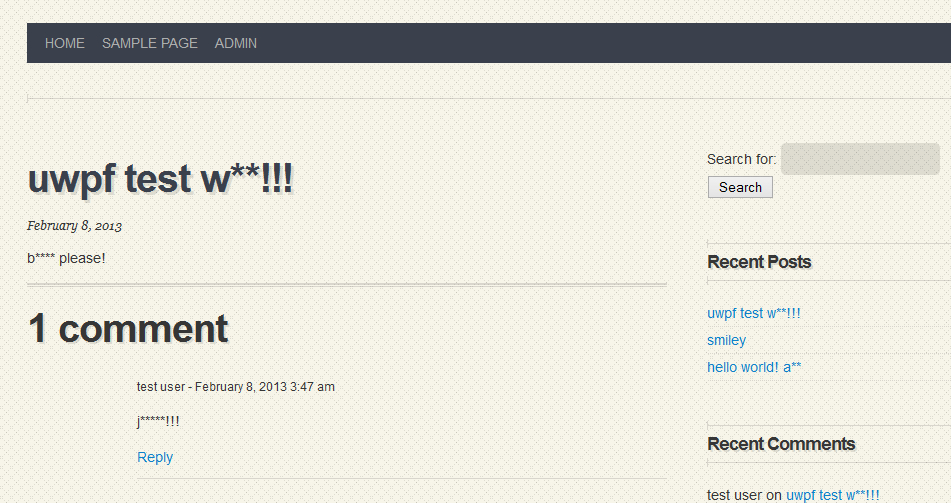 HOME SAMPLE PAGE ADMIN
uwpf test w**!!!
February 8, 2013
b**** please!
1 comment
test user - February 8, 2013 3:47 am
j*****!!!
Reply
Search for:
Search
Recent Posts
uwpf test w**!!!
smiley
hello world! a**
Recent Comments
test user on uwpf test w**!!!